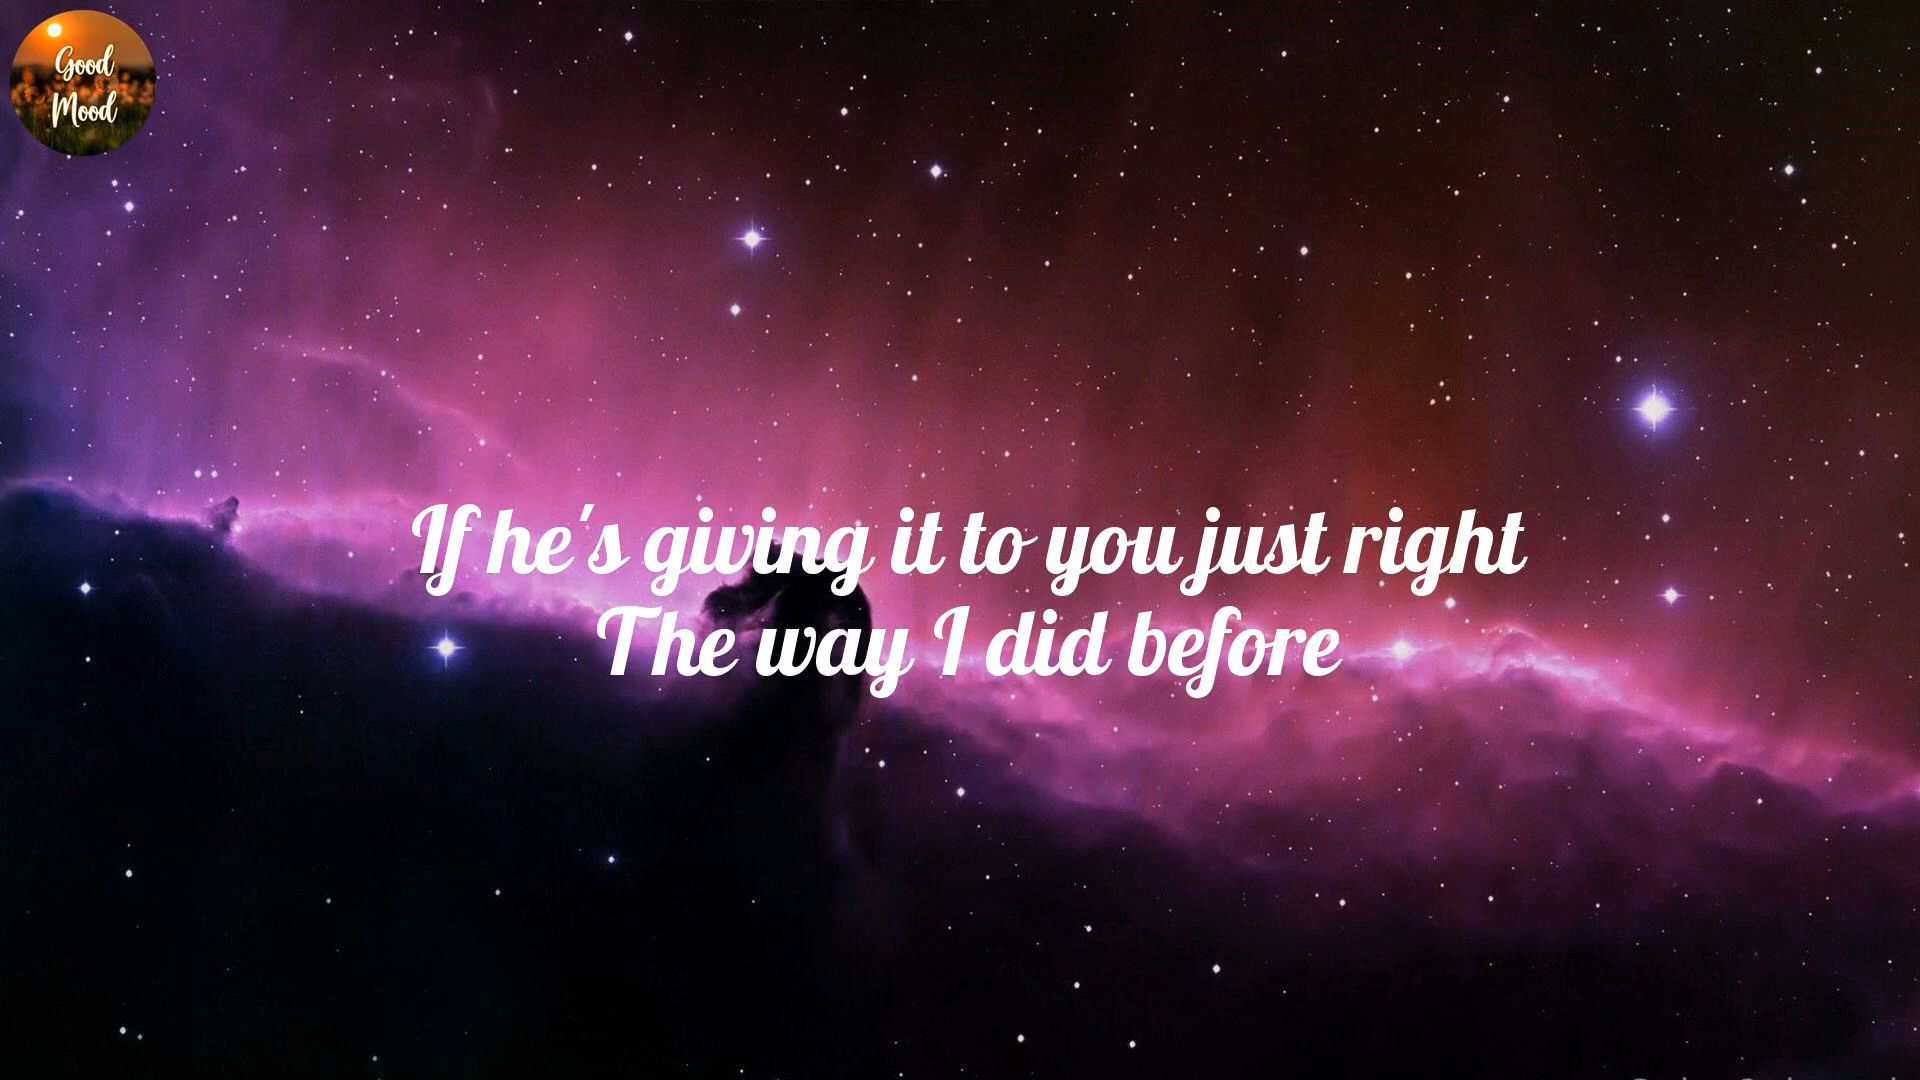 Good
Mood
If he's giving it to you just right
The way I did before